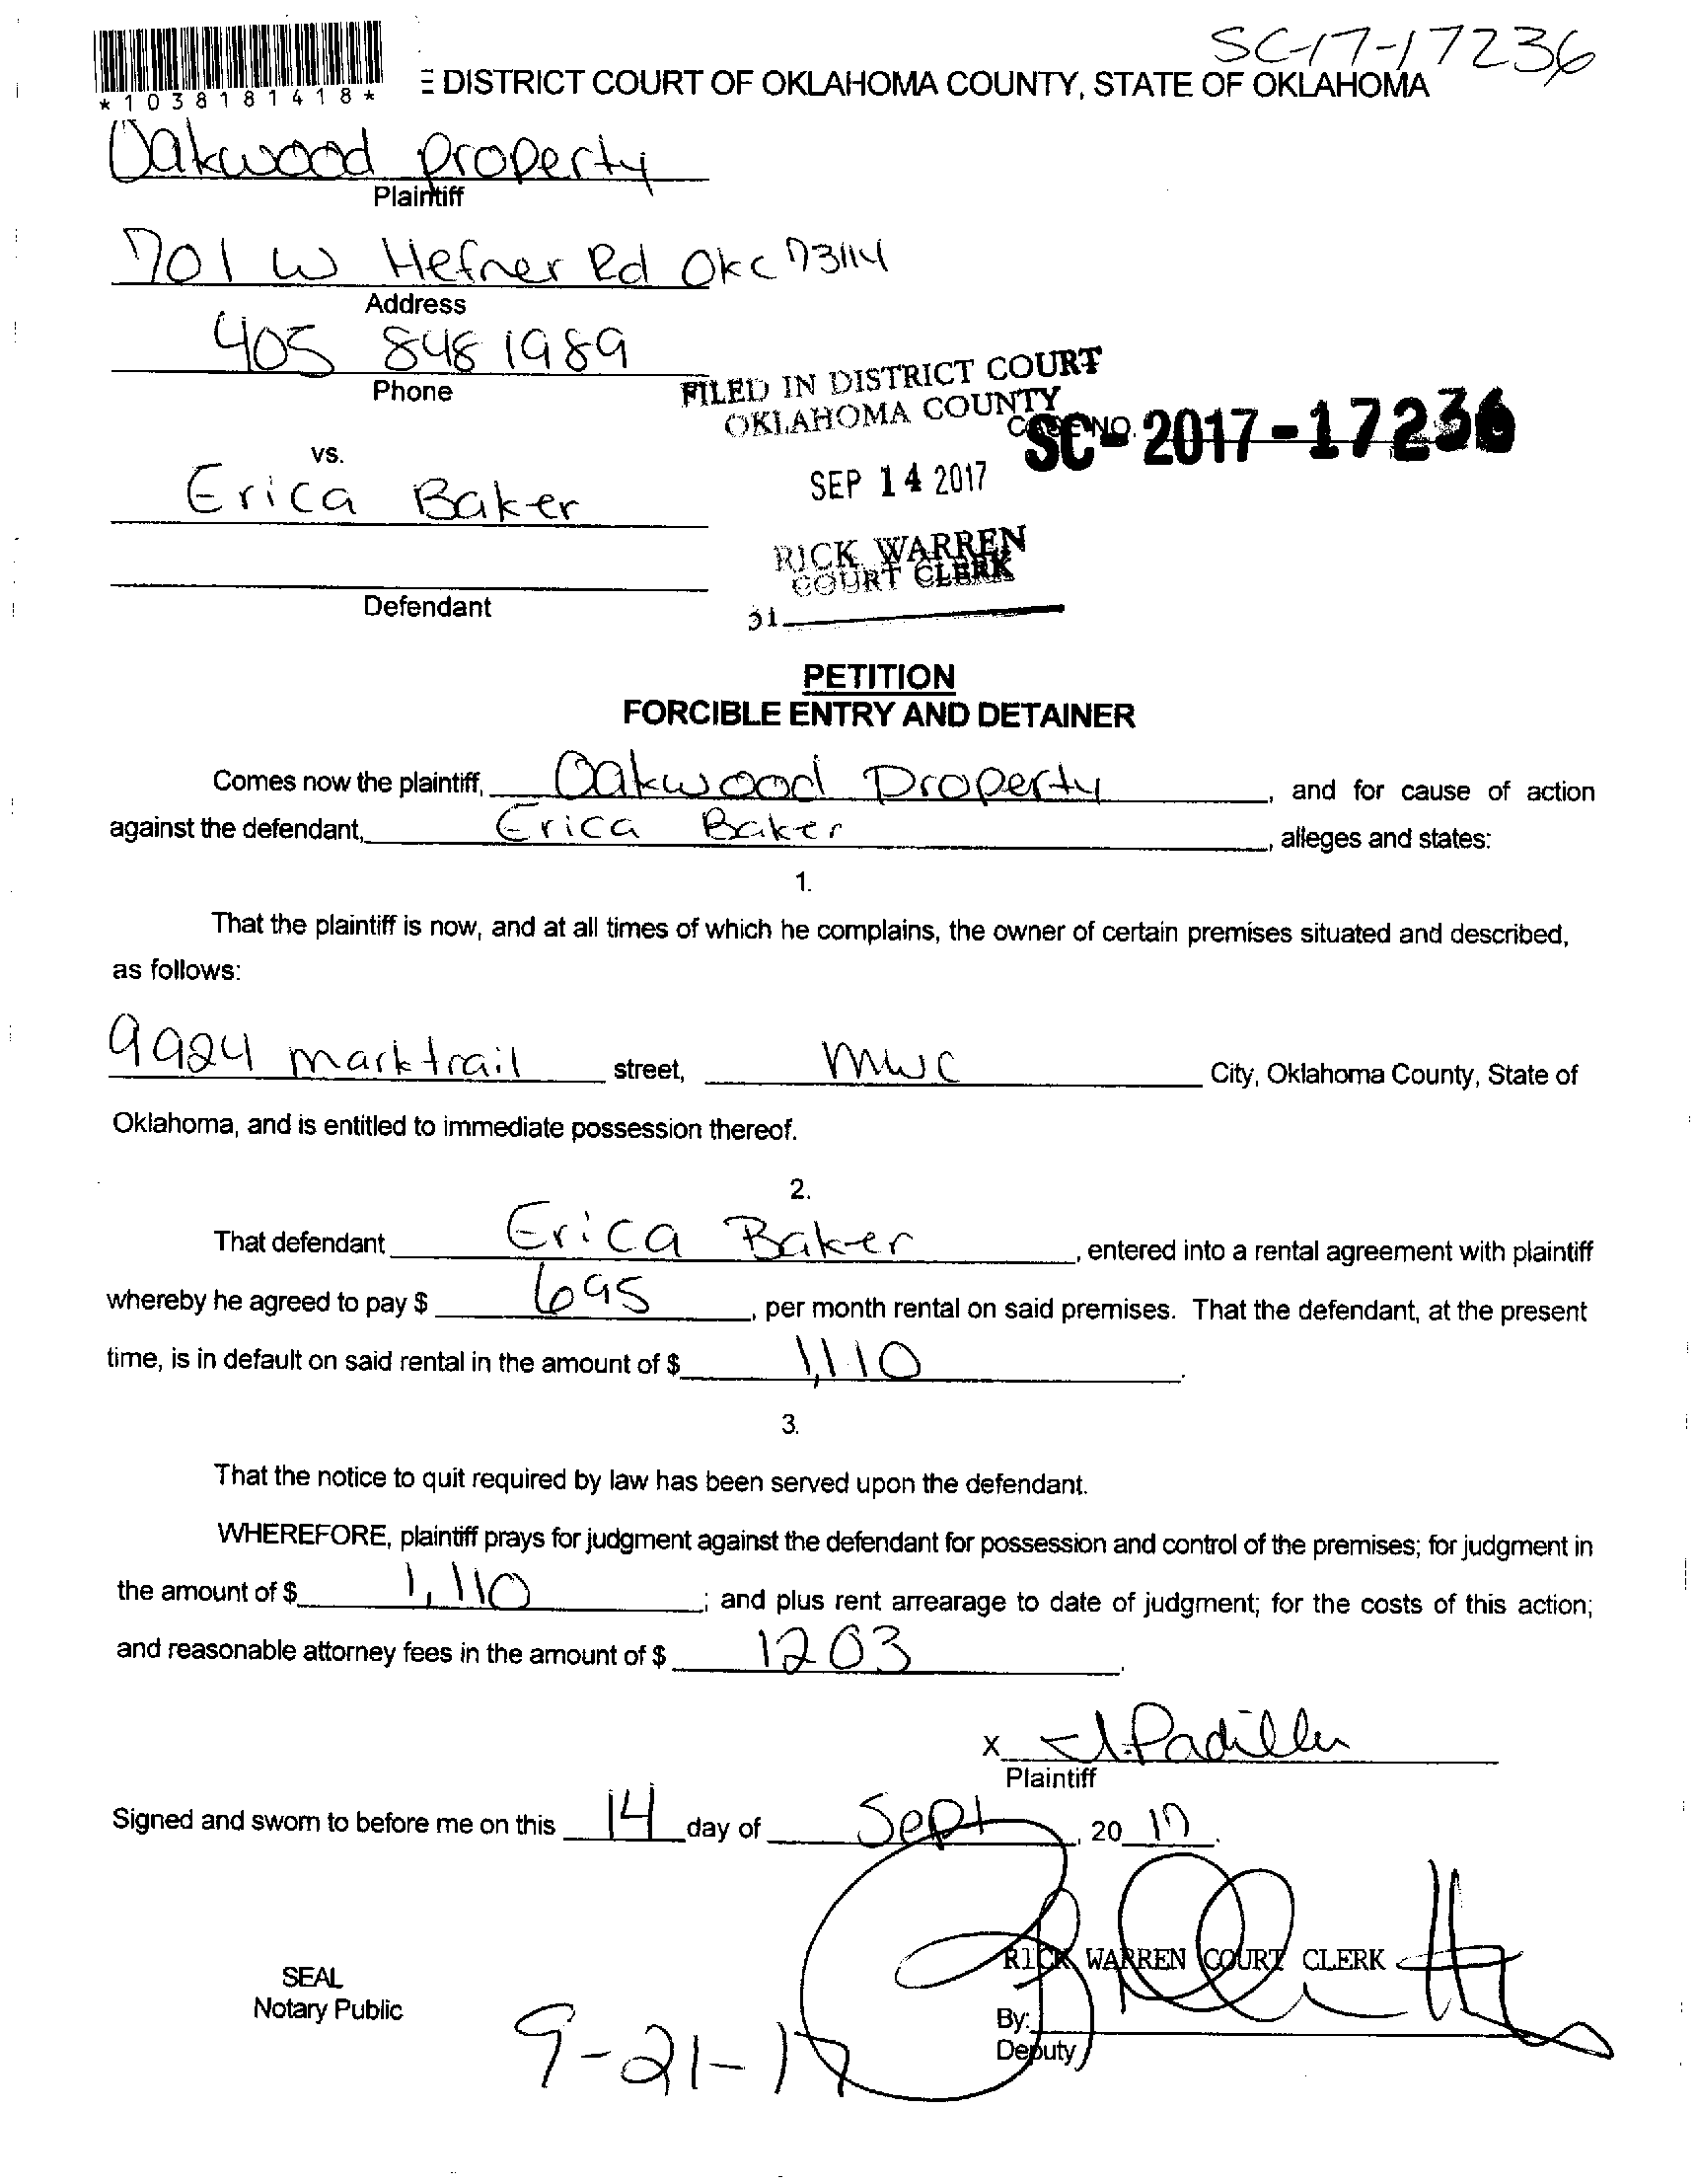 SC-17-17236
*1038181418*
E DISTRICT COURT OF OKLAHOMA COUNTY, STATE OF OKLAHOMA
Oakwood property
Plaintiff
701 W Hefner Rd Okc 73114
Address
405 848 1989
Phone
FILED IN DISTRICT COURT
OKLAHOMA COUNTY
CASE NO. SC-2017-17236
vs.
SEP 14 2017
Erica Baker
RICK WARREN
COURT CLERK
Defendant
31
PETITION
FORCIBLE ENTRY AND DETAINER
Comes now the plaintiff, Oakwood Property, and for cause of action
against the defendant, Erica Baker, alleges and states:
1.
That the plaintiff is now, and at all times of which he complains, the owner of certain premises situated and described,
as follows:
9924 marktrail street, mwc City, Oklahoma County, State of
Oklahoma, and is entitled to immediate possession thereof.
2.
That defendant Erica Baker, entered into a rental agreement with plaintiff
whereby he agreed to pay $ 695, per month rental on said premises. That the defendant, at the present
time, is in default on said rental in the amount of $ 1,110.
3.
That the notice to quit required by law has been served upon the defendant.
WHEREFORE, plaintiff prays for judgment against the defendant for possession and control of the premises; for judgment in
the amount of $ 1,110; and plus rent arrearage to date of judgment; for the costs of this action;
and reasonable attorney fees in the amount of $ 1203.
x J. Padilla
Plaintiff
Signed and sworn to before me on this 14 day of Sept, 20 17.
RICK WARREN COURT CLERK
SEAL
Notary Public
By:
Deputy
9-21-17